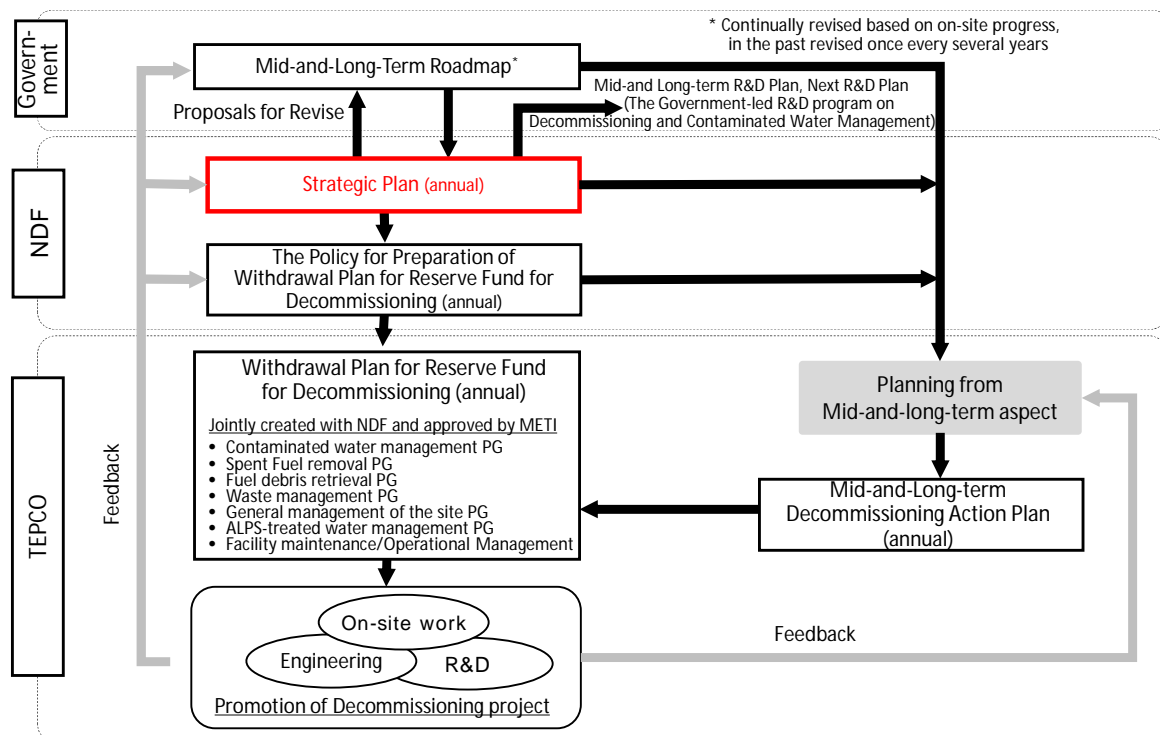 Govern-
ment
* Continually revised based on on-site progress,
in the past revised once every several years
Mid-and-Long-Term Roadmap*
Proposals for Revise
Mid-and Long-term R&D Plan, Next R&D Plan
(The Government-led R&D program on
Decommissioning and Contaminated Water Management)
NDF
Strategic Plan (annual)
The Policy for Preparation of
Withdrawal Plan for Reserve Fund for
Decommissioning (annual)
TEPCO
Feedback
Withdrawal Plan for Reserve Fund
for Decommissioning (annual)
Jointly created with NDF and approved by METI
• Contaminated water management PG
• Spent Fuel removal PG
• Fuel debris retrieval PG
• Waste management PG
• General management of the site PG
• ALPS-treated water management PG
• Facility maintenance/Operational Management
Planning from
Mid-and-long-term aspect
Mid-and-Long-term
Decommissioning Action Plan
(annual)
On-site work
Engineering
R&D
Promotion of Decommissioning project
Feedback